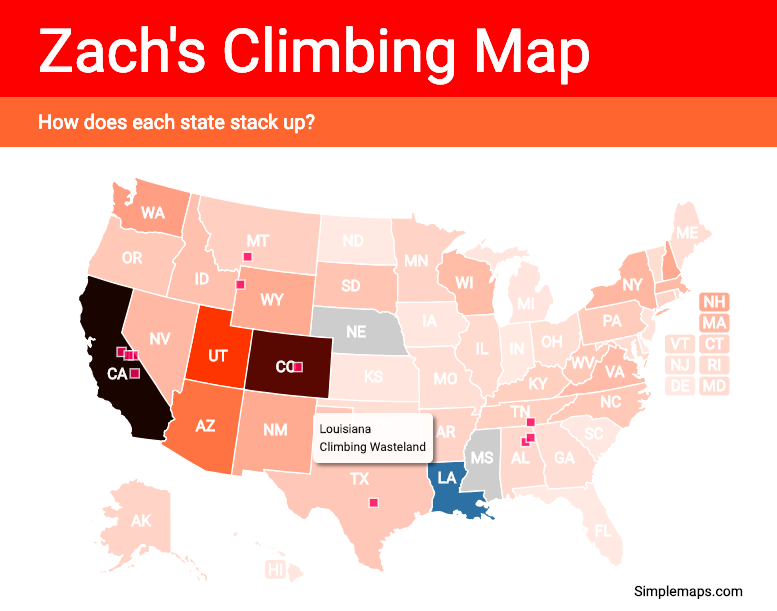 Zach's Climbing Map
How does each state stack up?
WA
MT
ND
ME
OR
MN
ID
SD
WI
NY
WY
MI
NH
IA
PA
MA
NV
NE
OH
VT CT
UT
IL
IN
CO
WV
NJ RI
CA
KS
MO
KY
VA
DE MD
NC
TN
AZ
NM
Louisiana
Climbing Wasteland
AR
SC
MS
AL
GA
TX
LA
AK
FL
HI
Simplemaps.com